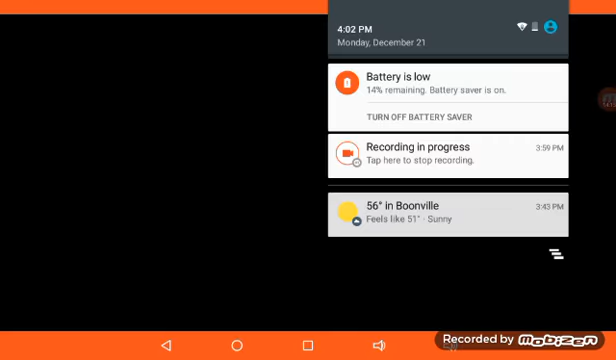 4:02 PM
Monday, December 21
Battery is low
14% remaining. Battery saver is on.
TURN OFF BATTERY SAVER
Recording in progress
3:59 PM
Tap here to stop recording.
56° in Boonville
3:43 PM
Feels like 51° · Sunny
Recorded by mobizen